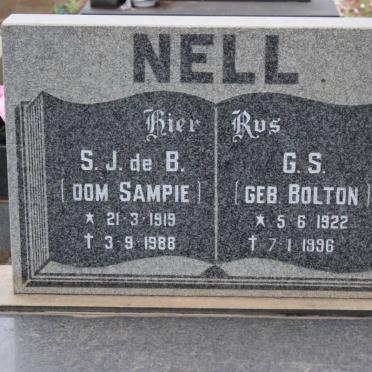 NELL
Hier Rus
S. J. de B.
(OOM SAMPIE)
* 21·3·1919
† 3·9·1988
G. S.
(GEB. BOLTON)
* 5·6·1922
† 7·1·1996